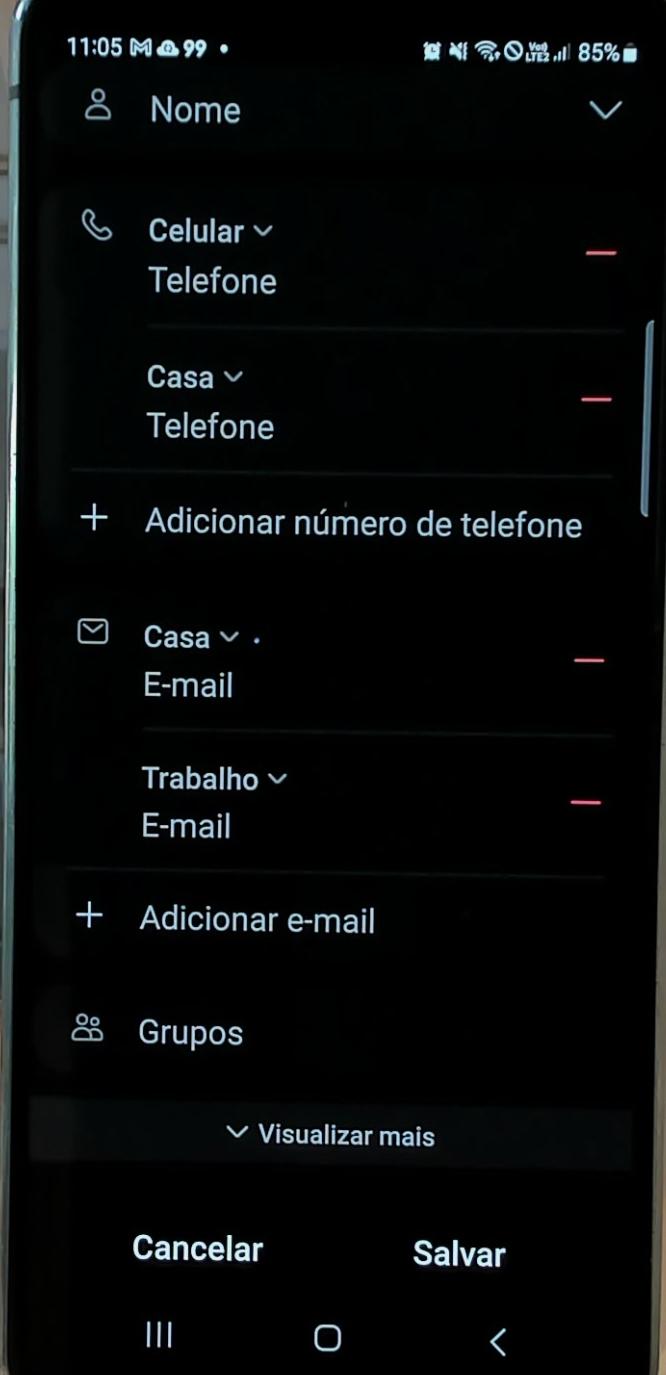 11:05 M 99
Vo) LTE2 85%
Nome
Celular
Telefone
Casa
Telefone
Adicionar número de telefone
Casa
E-mail
Trabalho
E-mail
Adicionar e-mail
Grupos
Visualizar mais
Cancelar
Salvar